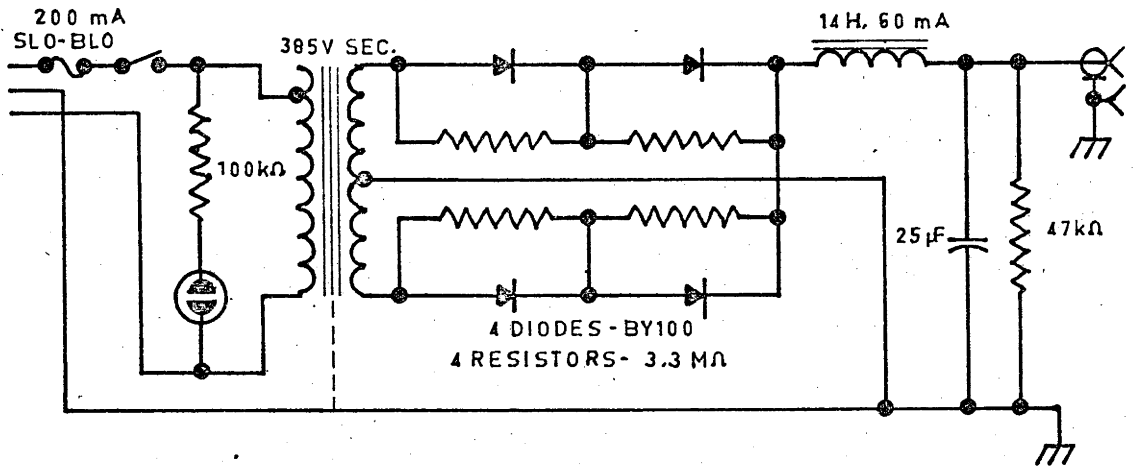 200 mA
SLO-BLO
385V SEC.
14H, 60 mA
100kΩ
25µF
47kΩ
4 DIODES-BY100
4 RESISTORS- 3.3 MΩ